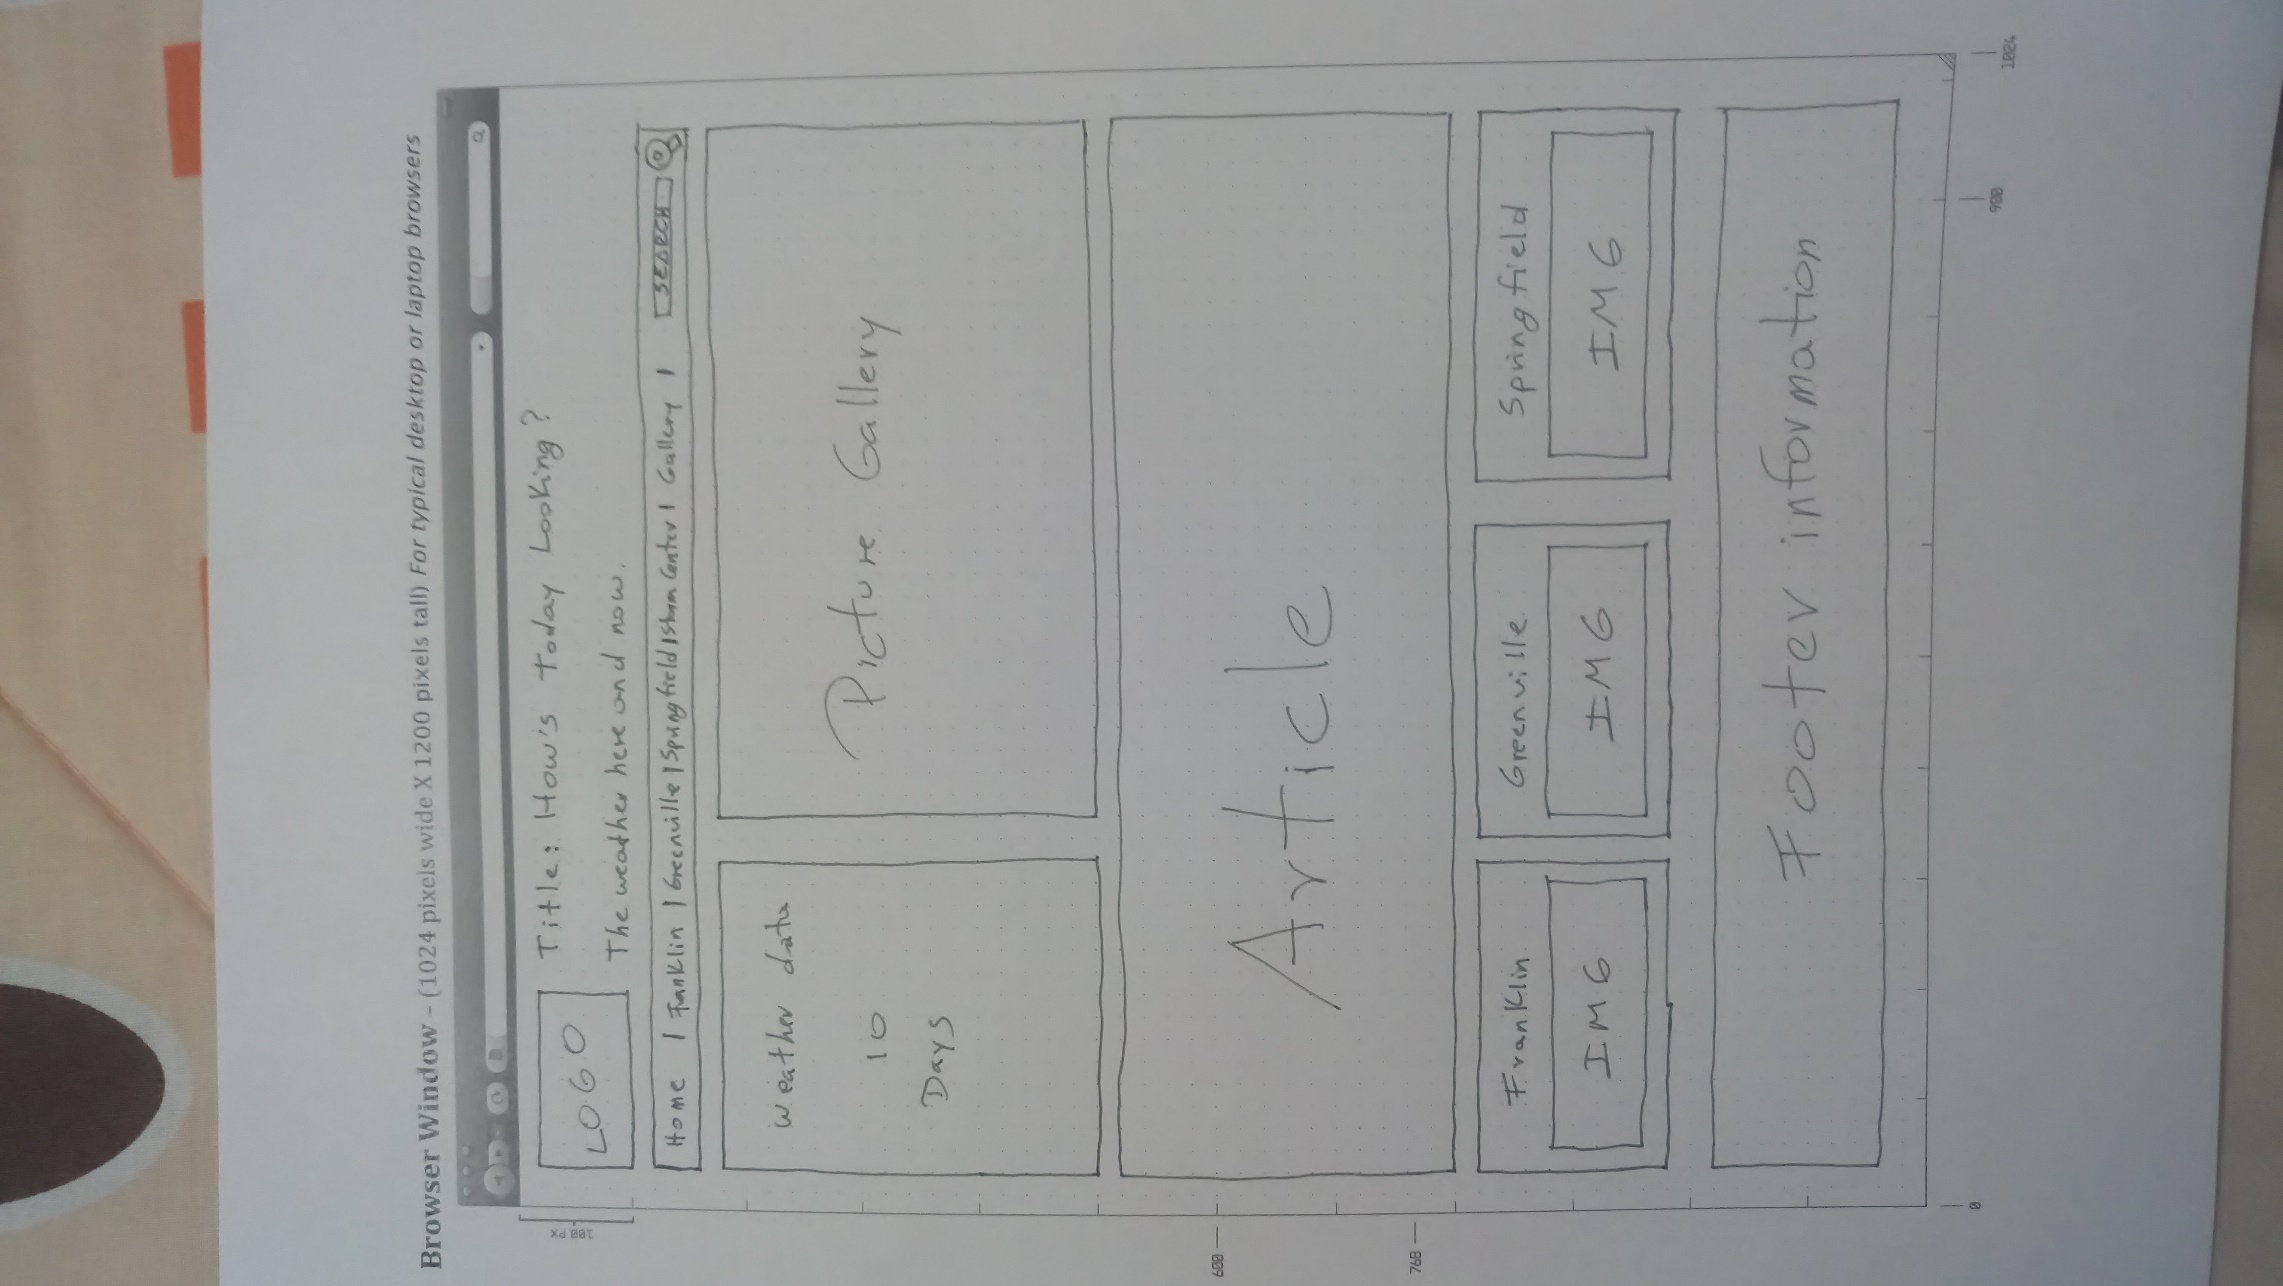 Browser Window - (1024 pixels wide X 1200 pixels tall) For typical desktop or laptop browsers
100 PX
LOGO
Title: How's today Looking?
The weather here and now.
Home | Franklin | Greenville | Springfield | Storm Center | Gallery |
SEARCH
Weather data
10
Days
Picture Gallery
600
Article
768
Franklin
IMG
Greenville
IMG
Springfield
IMG
Footer information
0
900
1024